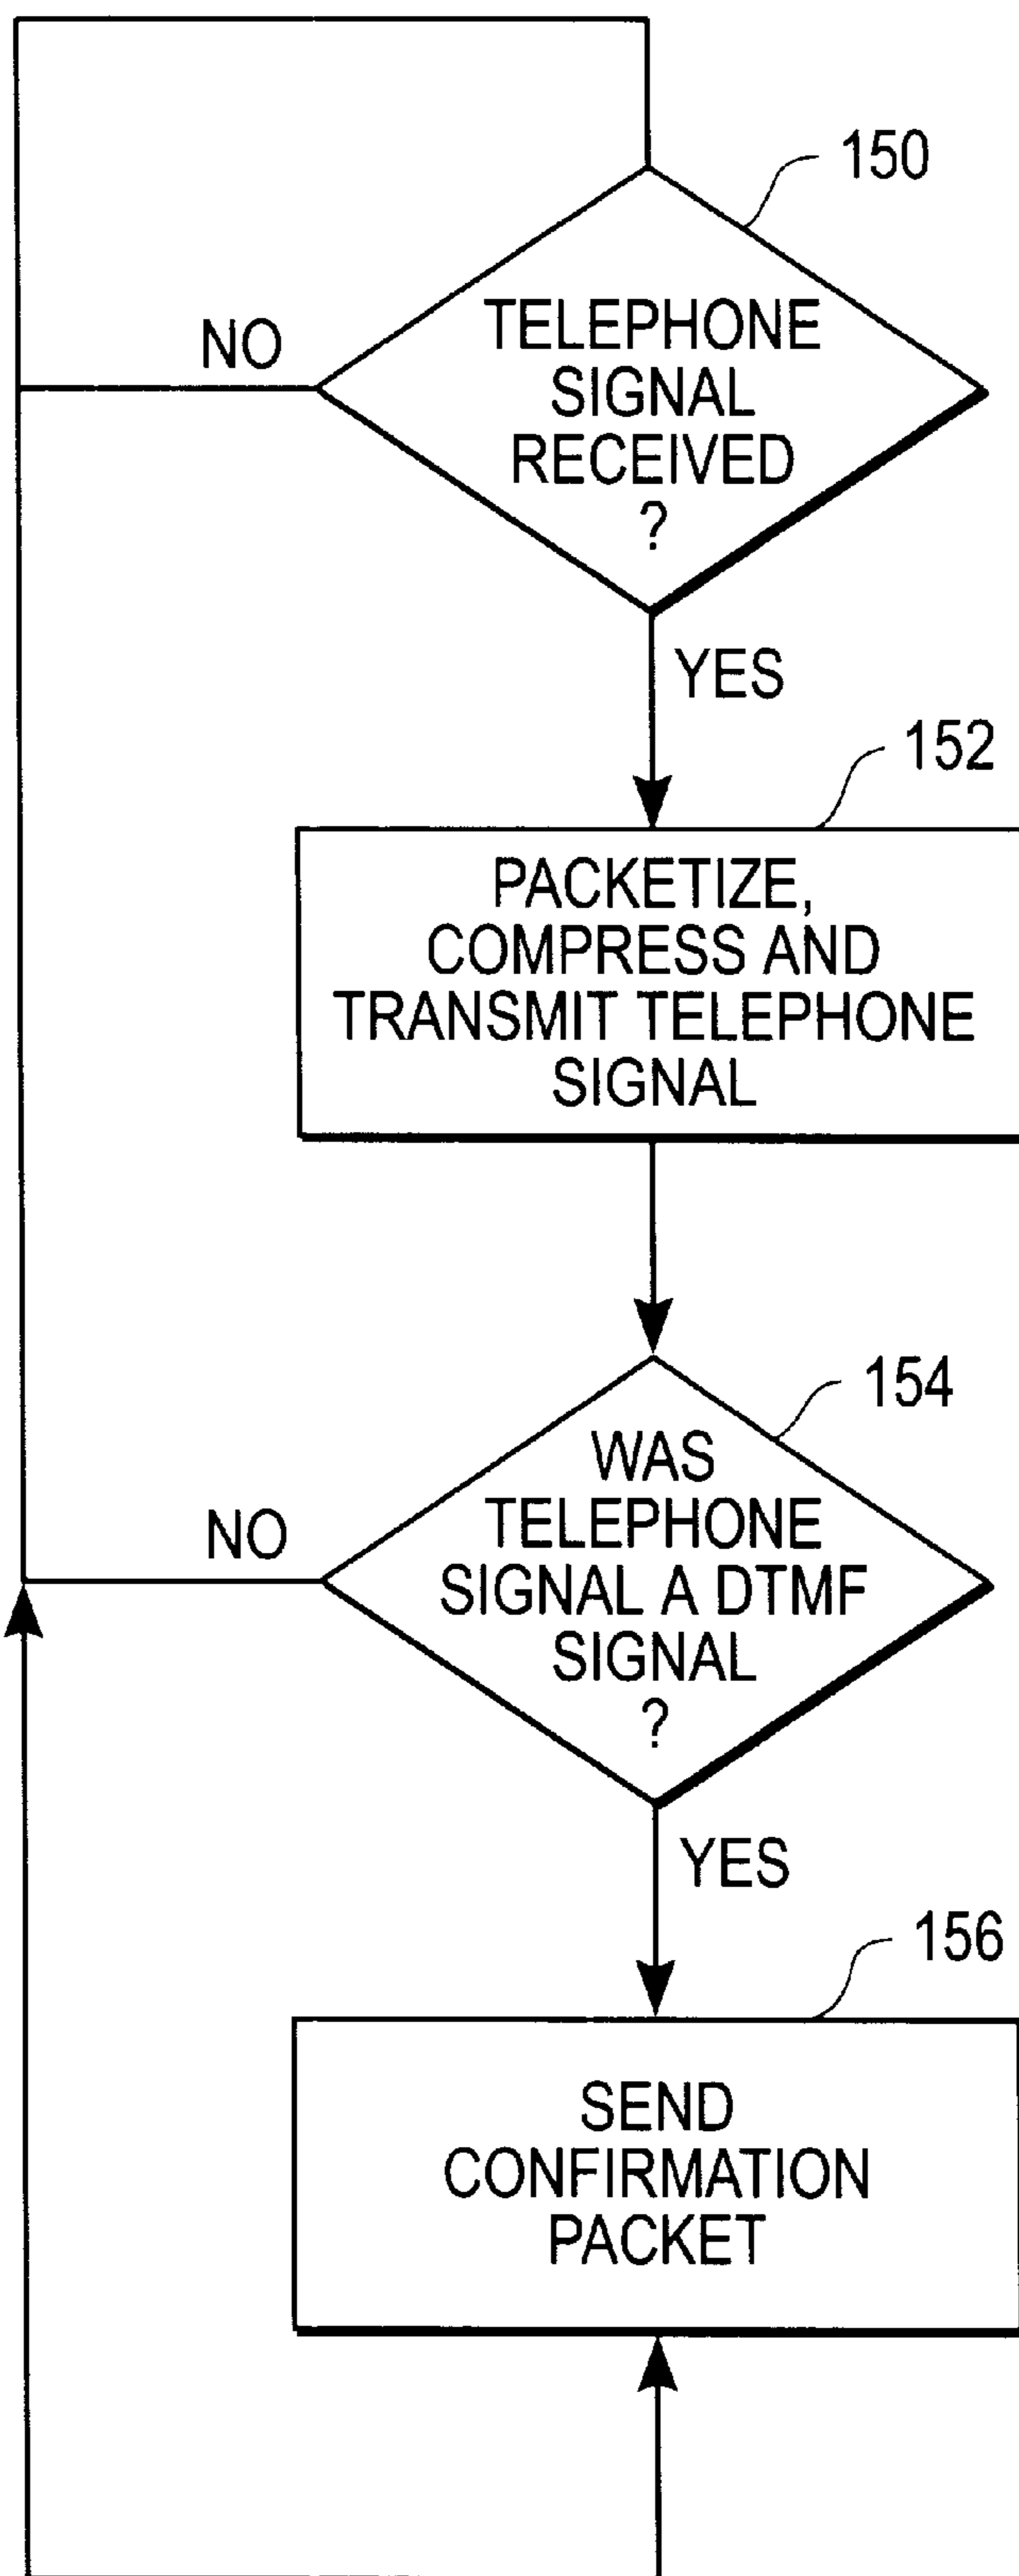 150
TELEPHONE
SIGNAL
RECEIVED
?
NO
YES
152
PACKETIZE,
COMPRESS AND
TRANSMIT TELEPHONE
SIGNAL
154
WAS
TELEPHONE
SIGNAL A DTMF
SIGNAL
?
NO
YES
156
SEND
CONFIRMATION
PACKET